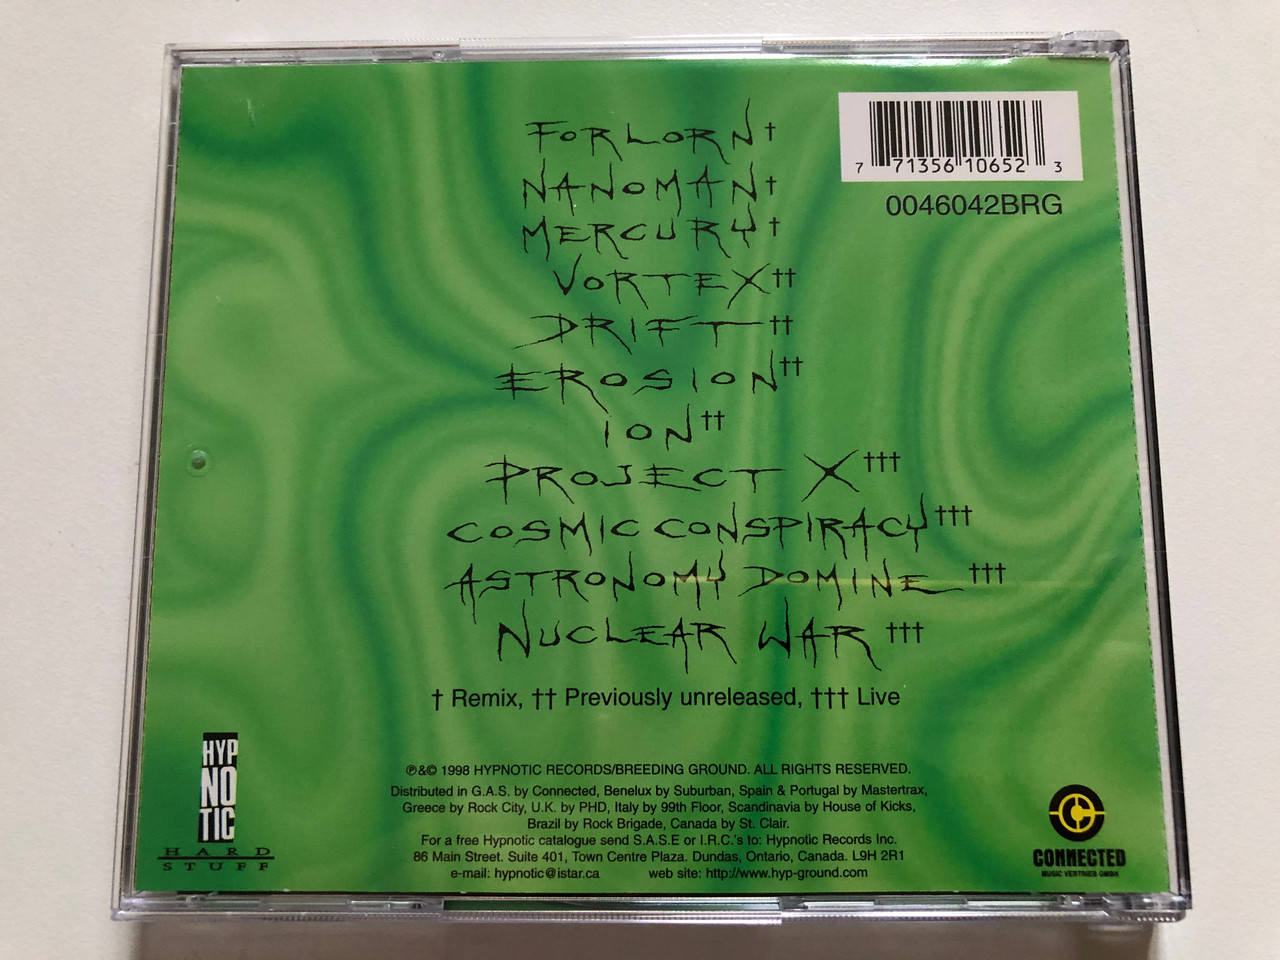 FORLORN†
NANOMAN†
MERCURY†
VORTEX††
DRIFT††
EROSION††
ION††
PROJECT X†††
COSMIC CONSPIRACY†††
ASTRONOMY DOMINE†††
NUCLEAR WAR†††
† Remix, †† Previously unreleased, ††† Live
7 71356 10652 3
0046042BRG
HYP
NO
TIC
HARD
STUFF
℗&© 1998 HYPNOTIC RECORDS/BREEDING GROUND. ALL RIGHTS RESERVED.
Distributed in G.A.S. by Connected, Benelux by Suburban, Spain & Portugal by Mastertrax,
Greece by Rock City, U.K. by PHD, Italy by 99th Floor, Scandinavia by House of Kicks,
Brazil by Rock Brigade, Canada by St. Clair.
For a free Hypnotic catalogue send S.A.S.E or I.R.C.'s to: Hypnotic Records Inc.
86 Main Street. Suite 401, Town Centre Plaza. Dundas, Ontario, Canada. L9H 2R1
e-mail: hypnotic@istar.ca web site: http://www.hyp-ground.com
C
CONNECTED
MUSIC VERTRIEB GMBH